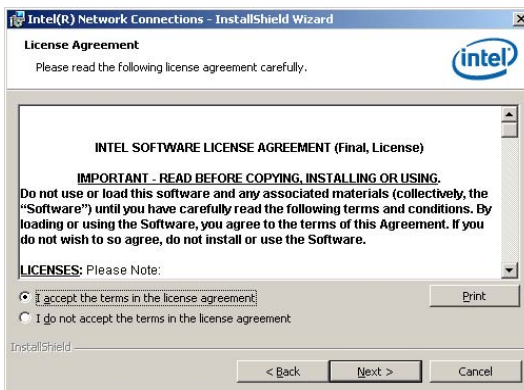 Intel(R) Network Connections - InstallShield Wizard
License Agreement
Please read the following license agreement carefully.
intel
INTEL SOFTWARE LICENSE AGREEMENT (Final, License)
IMPORTANT - READ BEFORE COPYING, INSTALLING OR USING.
Do not use or load this software and any associated materials (collectively, the
“Software”) until you have carefully read the following terms and conditions. By
loading or using the Software, you agree to the terms of this Agreement. If you
do not wish to so agree, do not install or use the Software.
LICENSES: Please Note:
I accept the terms in the license agreement
Print
I do not accept the terms in the license agreement
InstallShield
< Back
Next >
Cancel